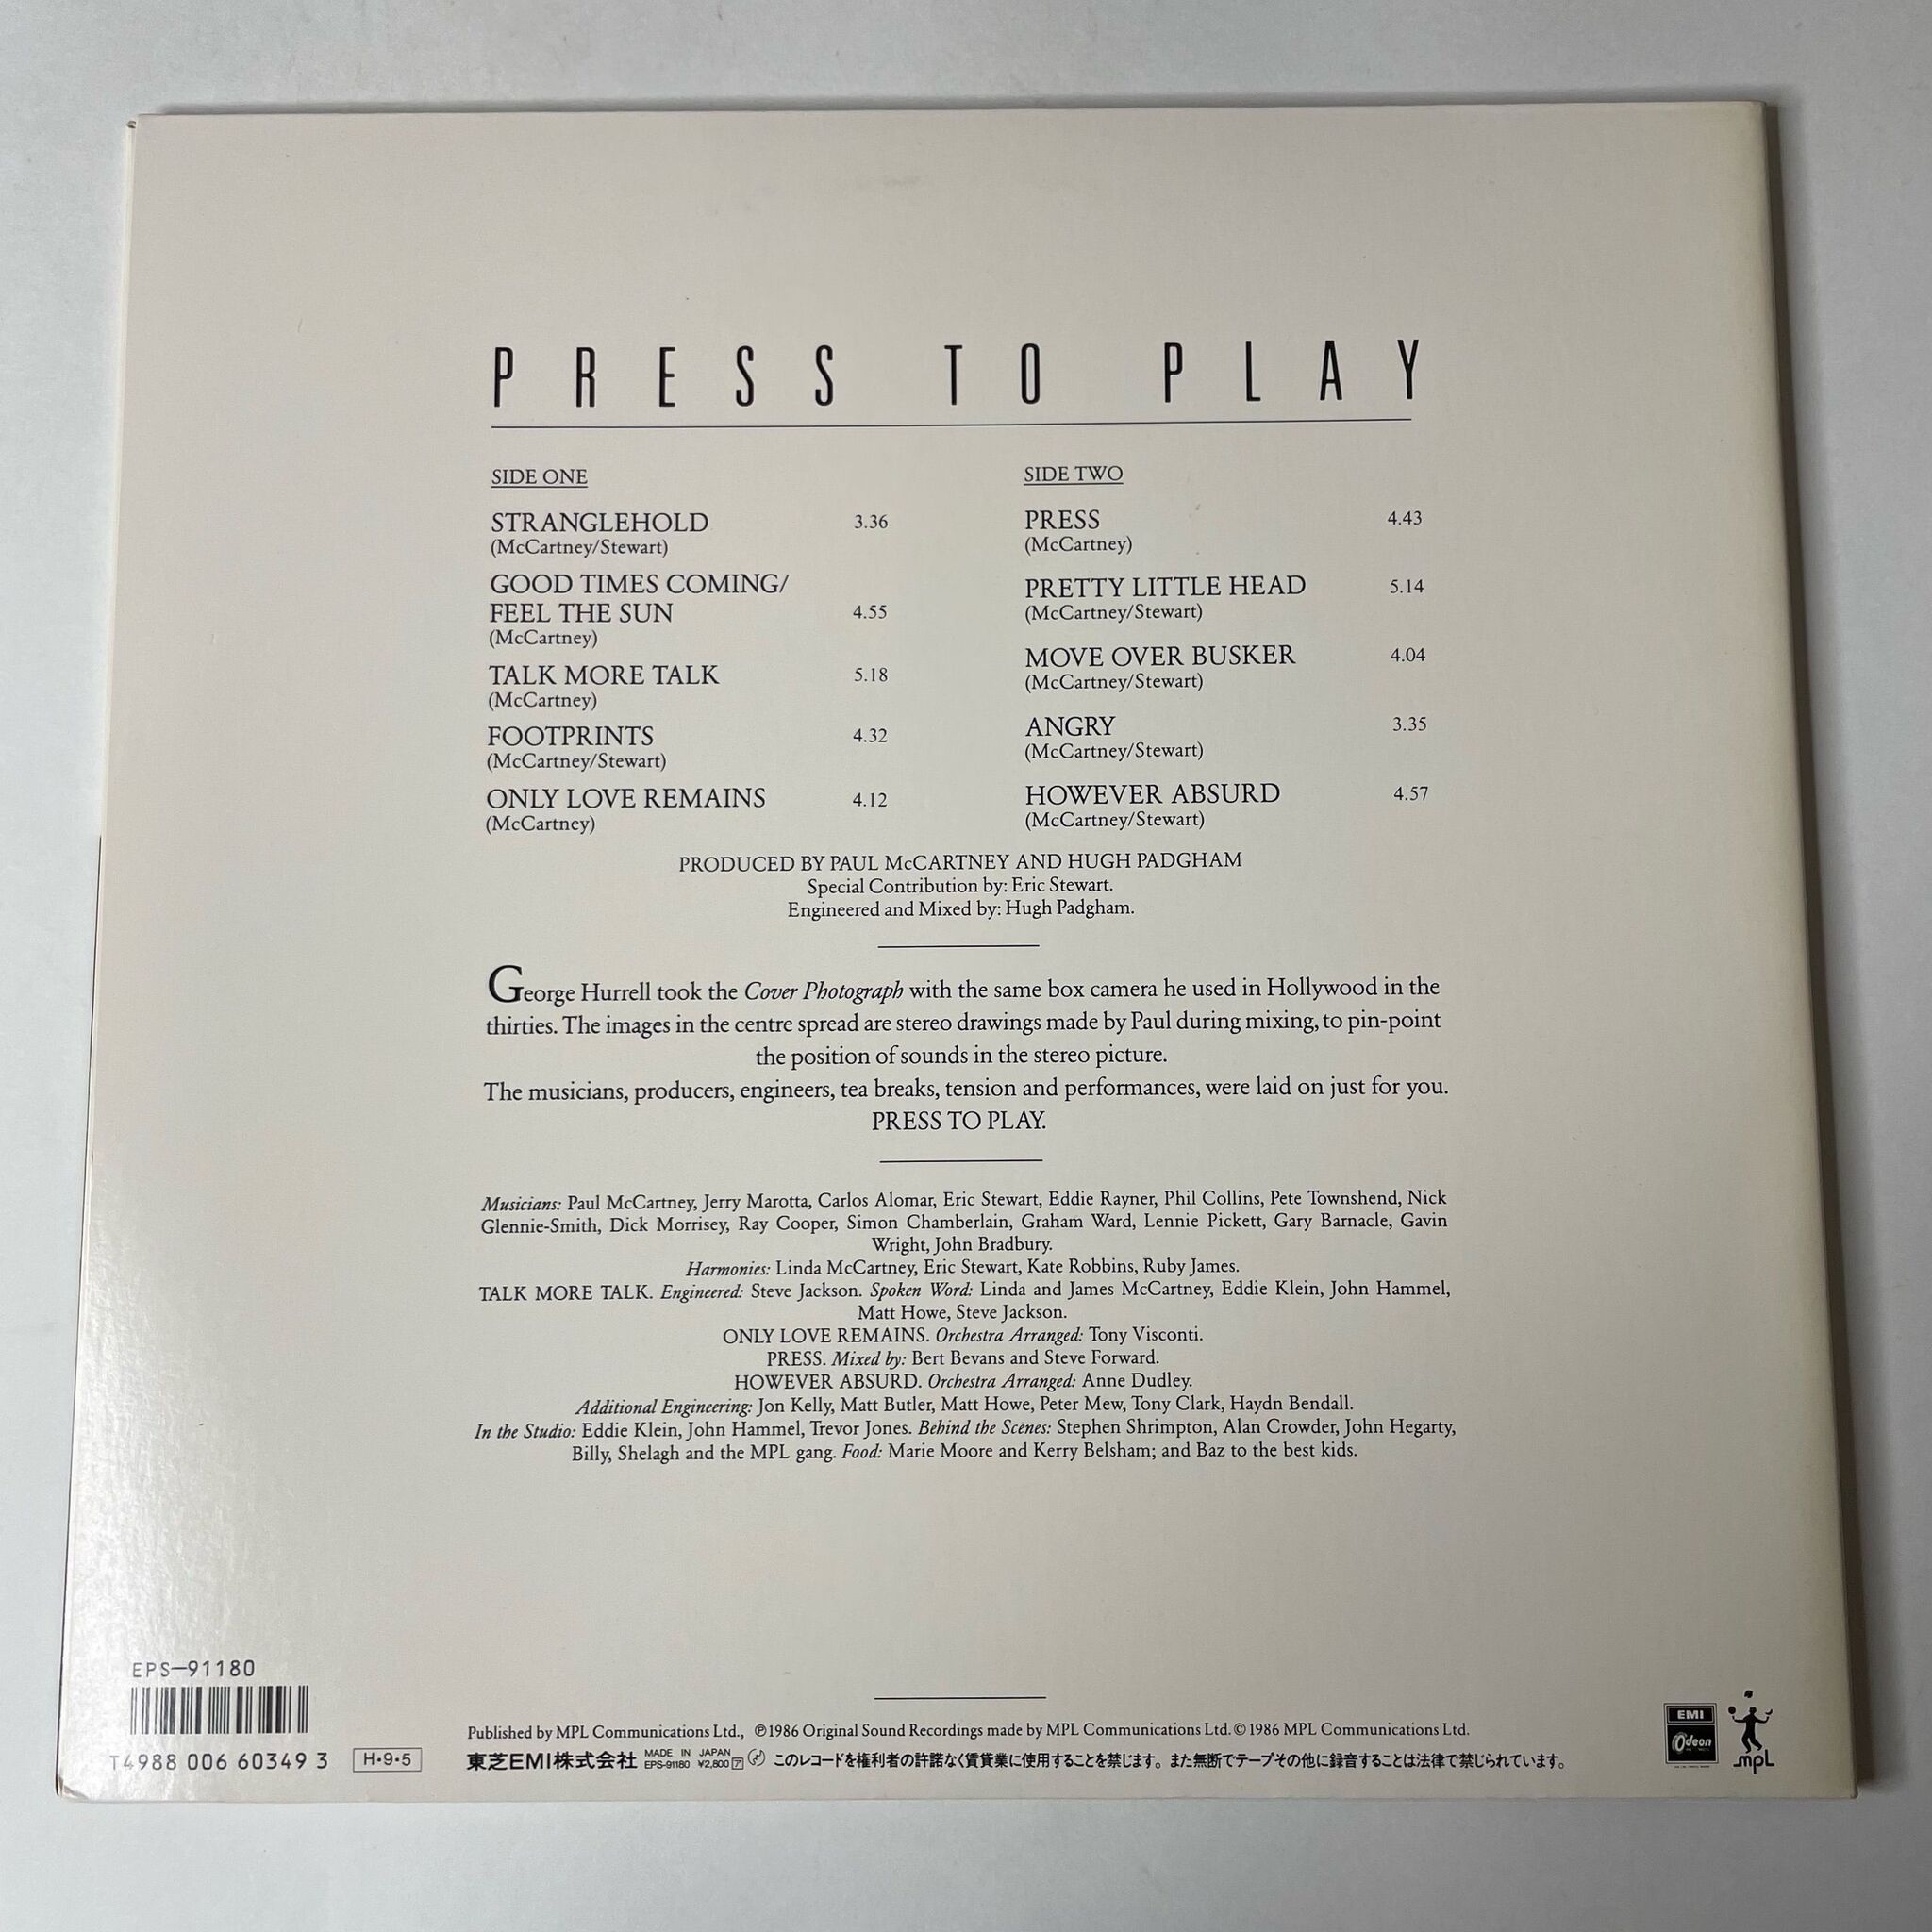 PRESS TO PLAY
SIDE ONE
STRANGLEHOLD 3.36
(McCartney/Stewart)
GOOD TIMES COMING/
FEEL THE SUN 4.55
(McCartney)
TALK MORE TALK 5.18
(McCartney)
FOOTPRINTS 4.32
(McCartney/Stewart)
ONLY LOVE REMAINS 4.12
(McCartney)
SIDE TWO
PRESS 4.43
(McCartney)
PRETTY LITTLE HEAD 5.14
(McCartney/Stewart)
MOVE OVER BUSKER 4.04
(McCartney/Stewart)
ANGRY 3.35
(McCartney/Stewart)
HOWEVER ABSURD 4.57
(McCartney/Stewart)
PRODUCED BY PAUL McCARTNEY AND HUGH PADGHAM
Special Contribution by: Eric Stewart.
Engineered and Mixed by: Hugh Padgham.
George Hurrell took the Cover Photograph with the same box camera he used in Hollywood in the
thirties. The images in the centre spread are stereo drawings made by Paul during mixing, to pin-point
the position of sounds in the stereo picture.
The musicians, producers, engineers, tea breaks, tension and performances, were laid on just for you.
PRESS TO PLAY.
Musicians: Paul McCartney, Jerry Marotta, Carlos Alomar, Eric Stewart, Eddie Rayner, Phil Collins, Pete Townshend, Nick
Glennie-Smith, Dick Morrisey, Ray Cooper, Simon Chamberlain, Graham Ward, Lennie Pickett, Gary Barnacle, Gavin
Wright, John Bradbury.
Harmonies: Linda McCartney, Eric Stewart, Kate Robbins, Ruby James.
TALK MORE TALK. Engineered: Steve Jackson. Spoken Word: Linda and James McCartney, Eddie Klein, John Hammel,
Matt Howe, Steve Jackson.
ONLY LOVE REMAINS. Orchestra Arranged: Tony Visconti.
PRESS. Mixed by: Bert Bevans and Steve Forward.
HOWEVER ABSURD. Orchestra Arranged: Anne Dudley.
Additional Engineering: Jon Kelly, Matt Butler, Matt Howe, Peter Mew, Tony Clark, Haydn Bendall.
In the Studio: Eddie Klein, John Hammel, Trevor Jones. Behind the Scenes: Stephen Shrimpton, Alan Crowder, John Hegarty,
Billy, Shelagh and the MPL gang. Food: Marie Moore and Kerry Belsham; and Baz to the best kids.
EPS—91180
T4988 006 60349 3 H·9·5
Published by MPL Communications Ltd., ℗1986 Original Sound Recordings made by MPL Communications Ltd. ©1986 MPL Communications Ltd.
東芝EMI株式会社 MADE IN JAPAN
EPS-91180 ¥2,800 ア このレコードを権利者の許諾なく賃貸業に使用することを禁じます。また無断でテープその他に録音することは法律で禁じられています。
EMI
Odeon
mpL